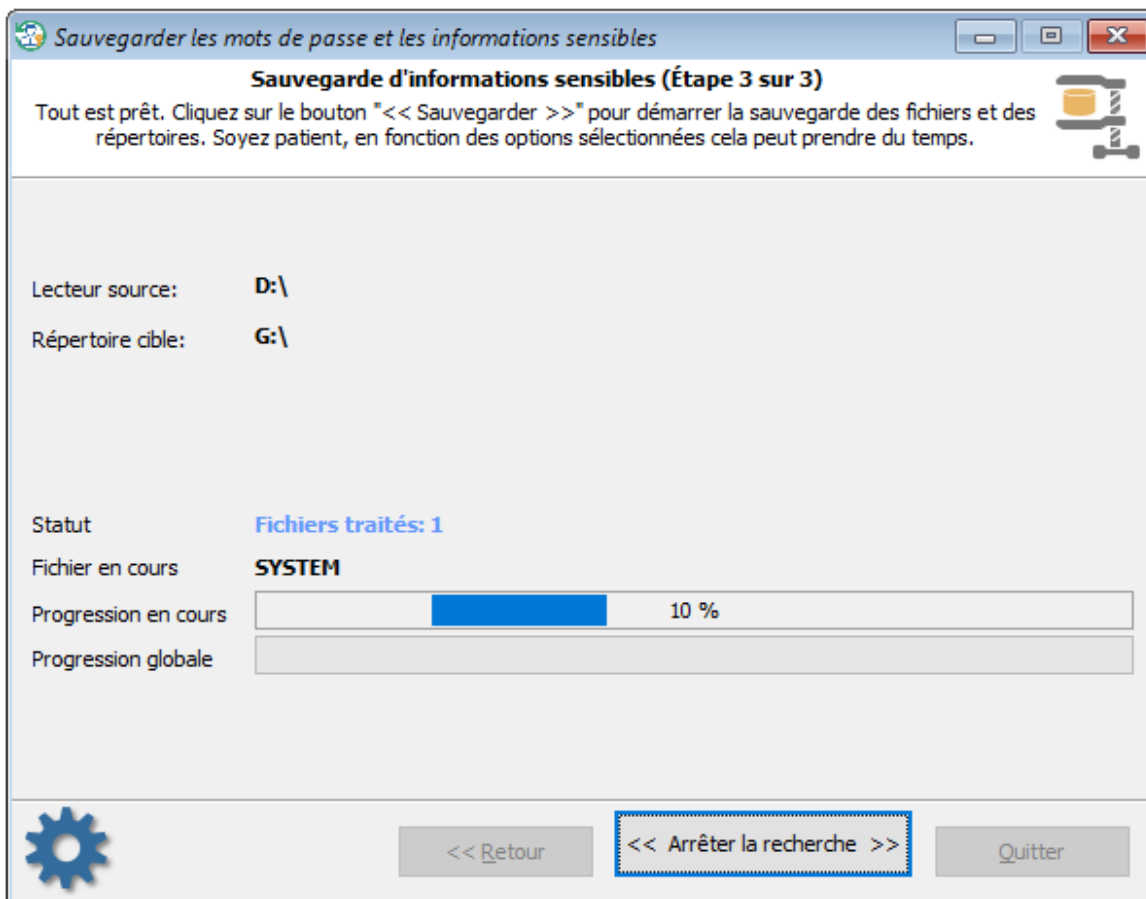 Sauvegarder les mots de passe et les informations sensibles
Sauvegarde d'informations sensibles (Étape 3 sur 3)
Tout est prêt. Cliquez sur le bouton "<< Sauvegarder >>" pour démarrer la sauvegarde des fichiers et des
répertoires. Soyez patient, en fonction des options sélectionnées cela peut prendre du temps.
Lecteur source: D:\
Répertoire cible: G:\
Statut Fichiers traités: 1
Fichier en cours SYSTEM
Progression en cours 10 %
Progression globale
<< Retour << Arrêter la recherche >> Quitter